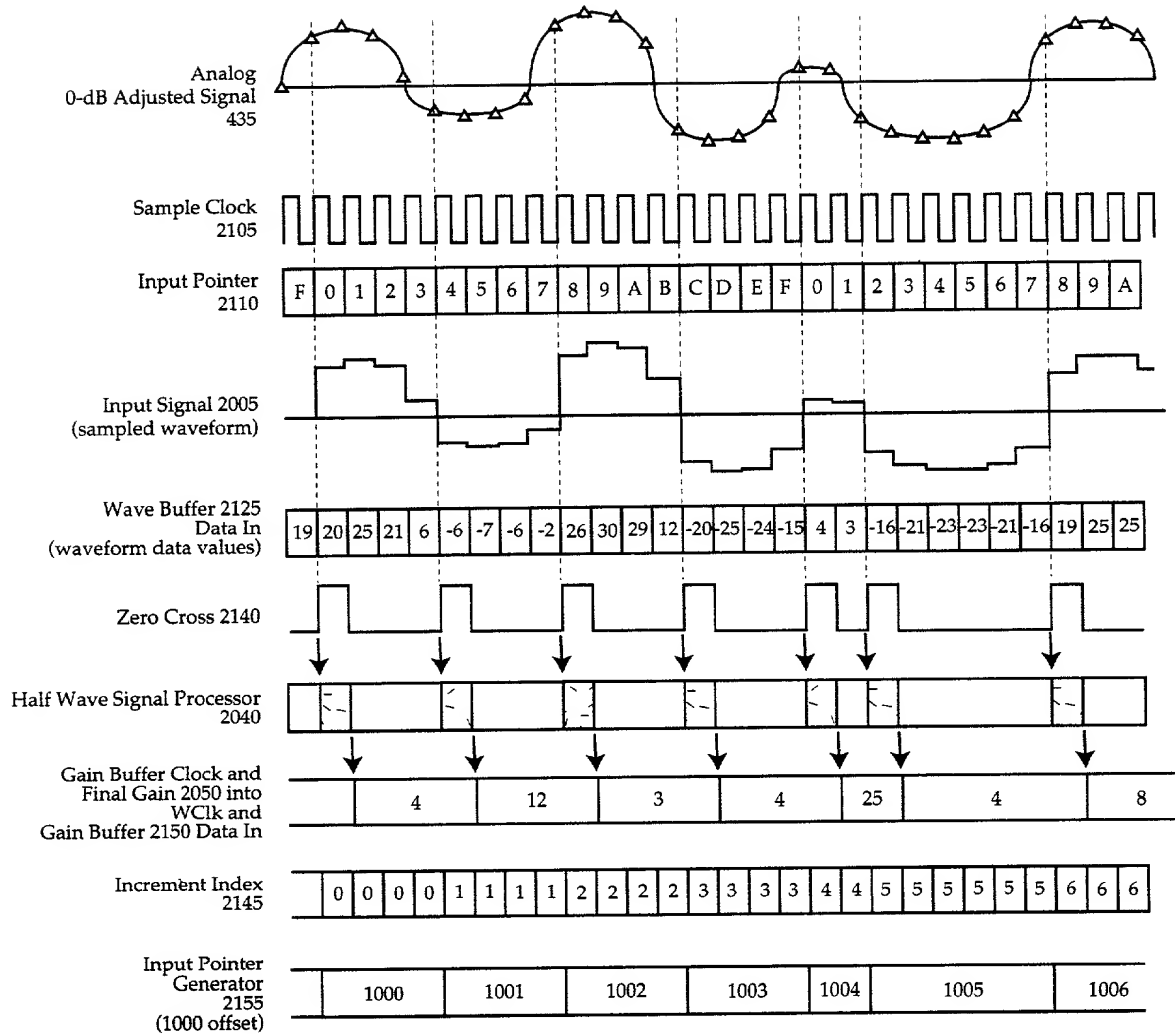 Analog
0-dB Adjusted Signal
435
Sample Clock
2105
Input Pointer
2110
F 0 1 2 3 4 5 6 7 8 9 A B C D E F 0 1 2 3 4 5 6 7 8 9 A
Input Signal 2005
(sampled waveform)
Wave Buffer 2125
Data In
(waveform data values)
19 20 25 21 6 -6 -7 -6 -2 26 30 29 12 -20 -25 -24 -15 4 3 -16 -21 -23 -23 -21 -16 19 25 25
Zero Cross 2140
Half Wave Signal Processor
2040
Gain Buffer Clock and
Final Gain 2050 into
WClk and
Gain Buffer 2150 Data In
4 12 3 4 25 4 8
Increment Index
2145
0 0 0 0 1 1 1 1 2 2 2 2 3 3 3 3 4 4 5 5 5 5 5 5 6 6 6
Input Pointer
Generator
2155
(1000 offset)
1000 1001 1002 1003 1004 1005 1006